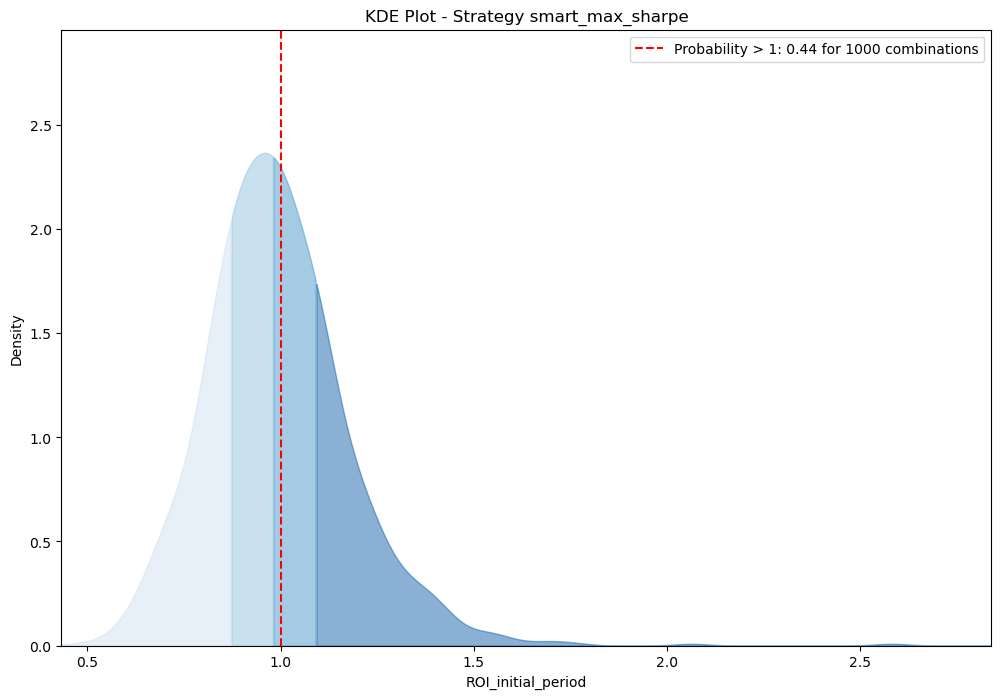 KDE Plot - Strategy smart_max_sharpe
Probability > 1: 0.44 for 1000 combinations
Density
2.5
2.0
1.5
1.0
0.5
0.0
0.5
1.0
1.5
2.0
2.5
ROI_initial_period